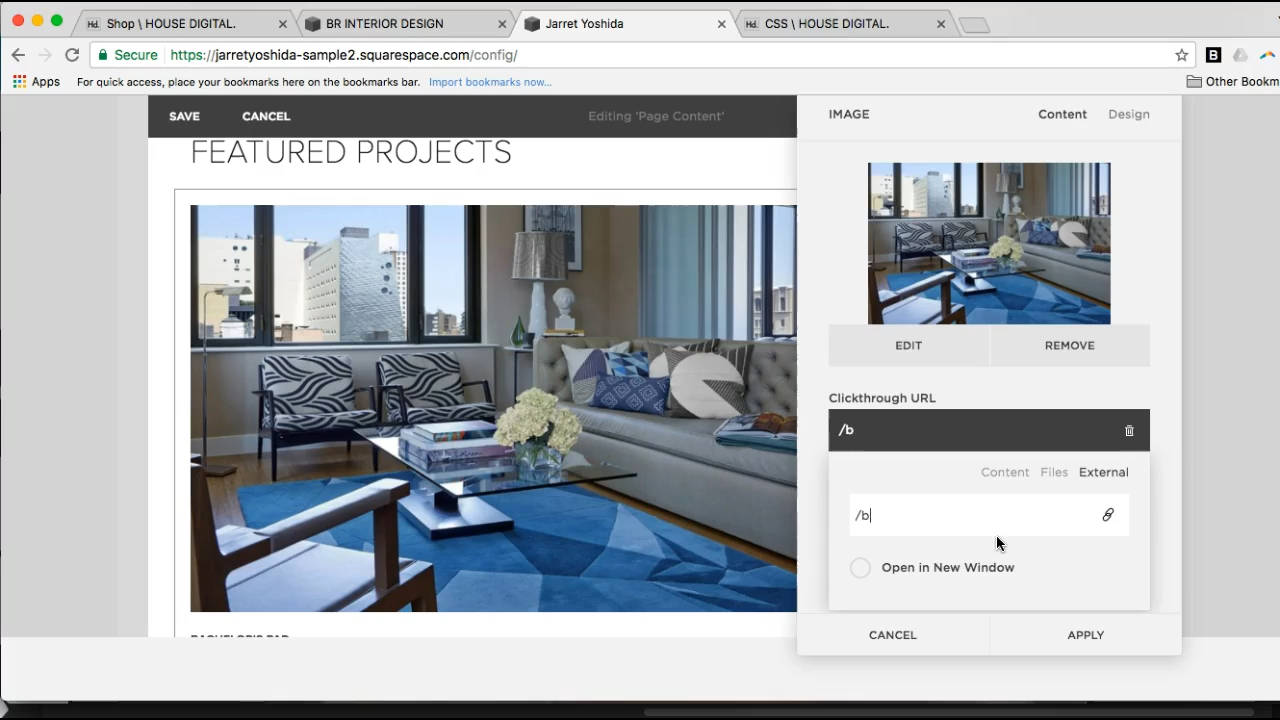 Hd. Shop \ HOUSE DIGITAL.
BR INTERIOR DESIGN
Jarret Yoshida
Hd. CSS \ HOUSE DIGITAL.
Secure https://jarretyoshida-sample2.squarespace.com/config/
B
Apps For quick access, place your bookmarks here on the bookmarks bar. Import bookmarks now... Other Bookm
SAVE CANCEL Editing 'Page Content'
IMAGE Content Design
FEATURED PROJECTS
EDIT REMOVE
Clickthrough URL
/b
Content Files External
/b
Open in New Window
CANCEL APPLY